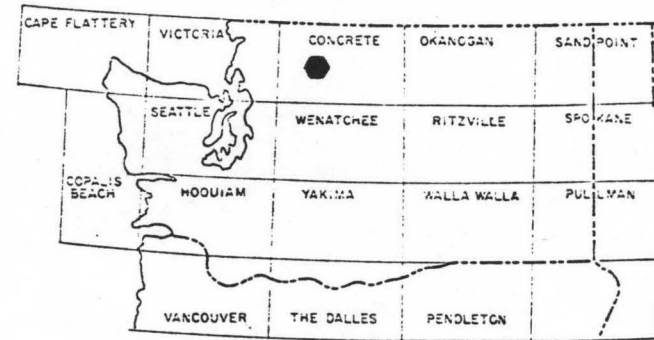 CAPE FLATTERY
VICTORIA
CONCRETE
OKANOGAN
SANDPOINT
SEATTLE
WENATCHEE
RITZVILLE
SPOKANE
COPALIS
BEACH
HOQUIAM
YAKIMA
WALLA WALLA
PULLMAN
VANCOUVER
THE DALLES
PENDLETON